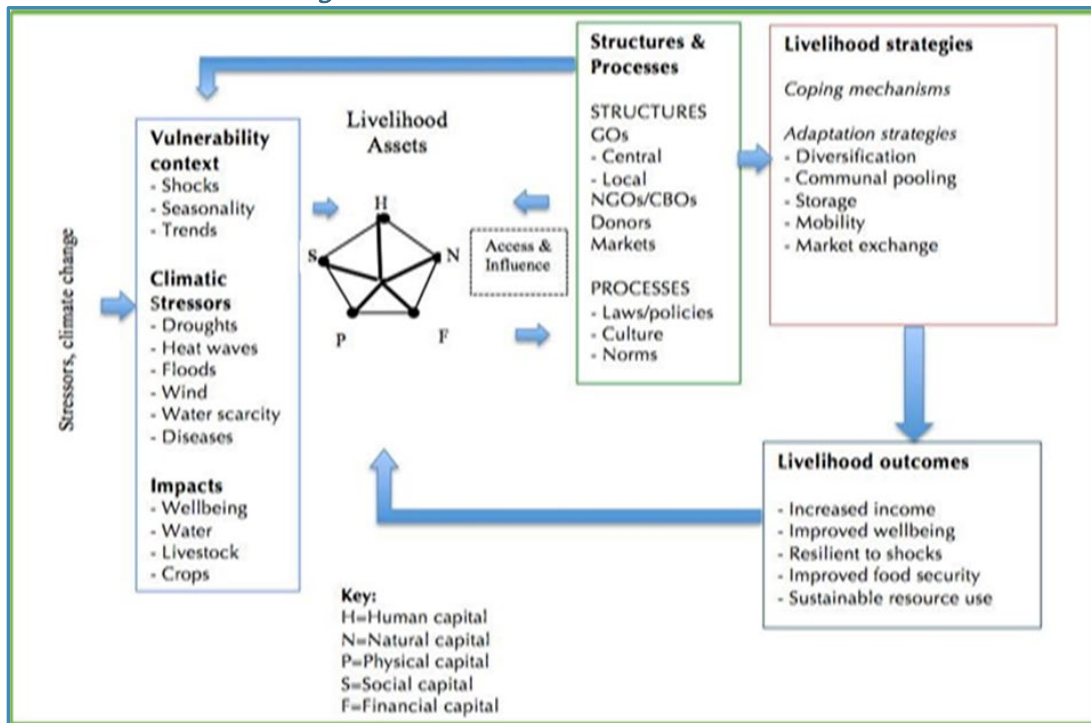 Stressors, climate change
Vulnerability
context
- Shocks
- Seasonality
- Trends
Climatic
Stressors
- Droughts
- Heat waves
- Floods
- Wind
- Water scarcity
- Diseases
Impacts
- Wellbeing
- Water
- Livestock
- Crops
Livelihood
Assets
H
S
N
P
F
Access &
Influence
Structures &
Processes
STRUCTURES
GOs
- Central
- Local
NGOs/CBOs
Donors
Markets
PROCESSES
- Laws/policies
- Culture
- Norms
Livelihood strategies
Coping mechanisms
Adaptation strategies
- Diversification
- Communal pooling
- Storage
- Mobility
- Market exchange
Livelihood outcomes
- Increased income
- Improved wellbeing
- Resilient to shocks
- Improved food security
- Sustainable resource use
Key:
H=Human capital
N=Natural capital
P=Physical capital
S=Social capital
F=Financial capital